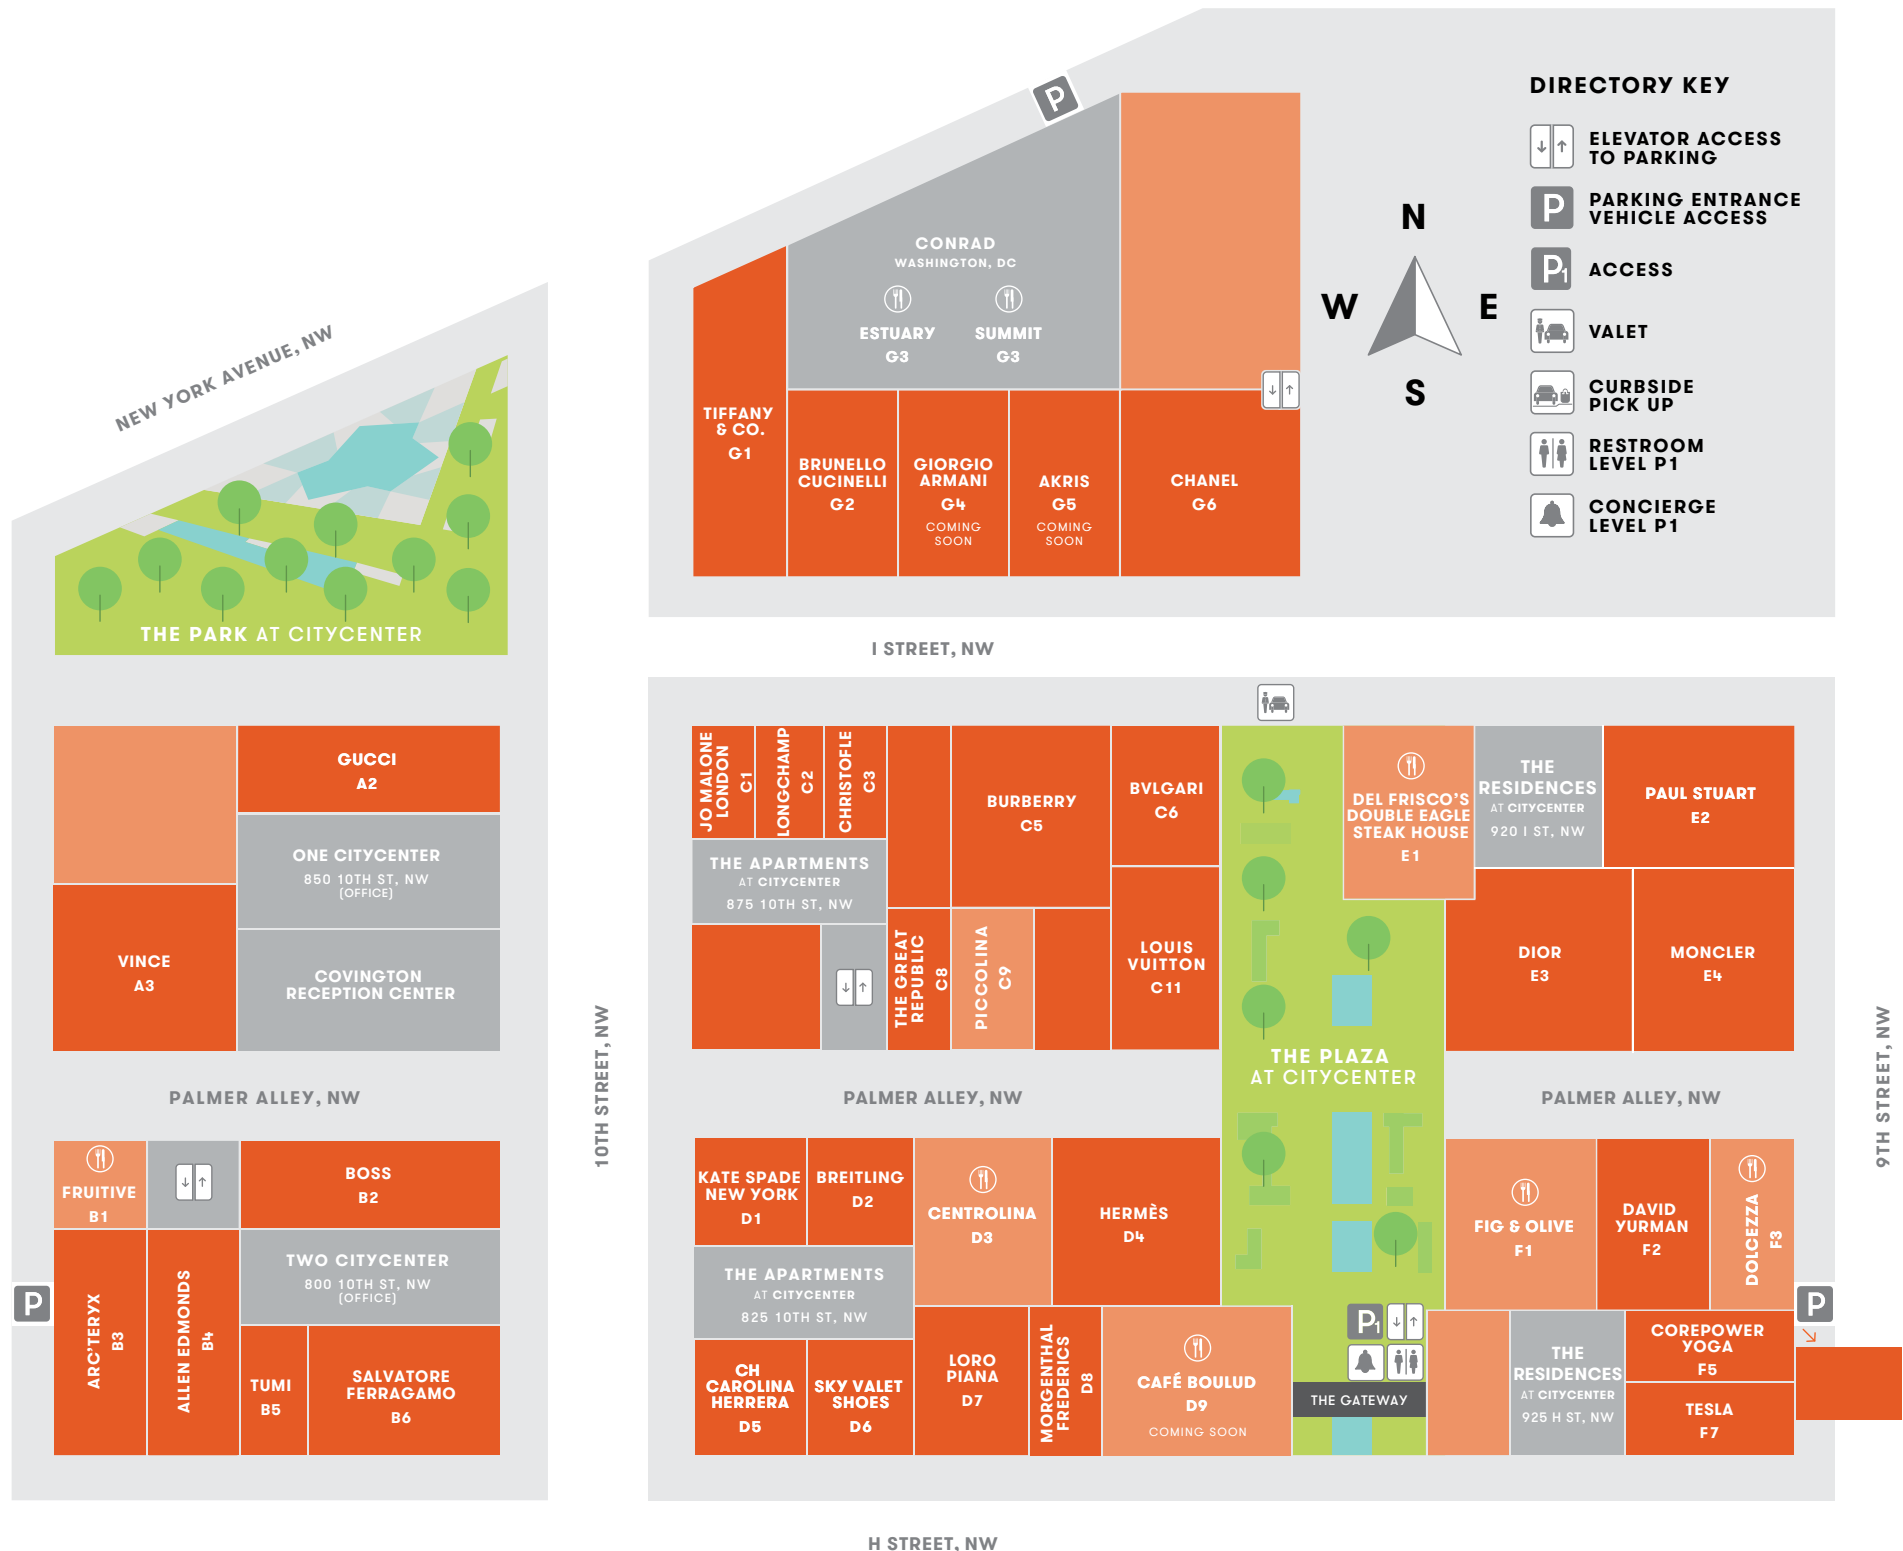 DIRECTORY KEY
ELEVATOR ACCESS
TO PARKING
P
PARKING ENTRANCE
VEHICLE ACCESS
P1
ACCESS
VALET
CURBSIDE
PICK UP
RESTROOM
LEVEL P1
CONCIERGE
LEVEL P1
N
W
E
S
P
CONRAD
WASHINGTON, DC
ESTUARY
G3
SUMMIT
G3
TIFFANY
& CO.
G1
BRUNELLO
CUCINELLI
G2
GIORGIO
ARMANI
G4
COMING
SOON
AKRIS
G5
COMING
SOON
CHANEL
G6
NEW YORK AVENUE, NW
THE PARK AT CITYCENTER
I STREET, NW
GUCCI
A2
ONE CITYCENTER
850 10TH ST, NW
(OFFICE)
VINCE
A3
COVINGTON
RECEPTION CENTER
PALMER ALLEY, NW
10TH STREET, NW
FRUITIVE
B1
BOSS
B2
TWO CITYCENTER
800 10TH ST, NW
(OFFICE)
P
ARC'TERYX
B3
ALLEN EDMONDS
B4
TUMI
B5
SALVATORE
FERRAGAMO
B6
JO MALONE
LONDON
C1
LONGCHAMP
C2
CHRISTOFLE
C3
BURBERRY
C5
BVLGARI
C6
THE APARTMENTS
AT CITYCENTER
875 10TH ST, NW
THE GREAT
REPUBLIC
C8
PICCOLINA
C9
LOUIS
VUITTON
C11
PALMER ALLEY, NW
THE PLAZA
AT CITYCENTER
DEL FRISCO'S
DOUBLE EAGLE
STEAK HOUSE
E1
THE
RESIDENCES
AT CITYCENTER
920 I ST, NW
PAUL STUART
E2
DIOR
E3
MONCLER
E4
PALMER ALLEY, NW
9TH STREET, NW
KATE SPADE
NEW YORK
D1
BREITLING
D2
CENTROLINA
D3
HERMÈS
D4
THE APARTMENTS
AT CITYCENTER
825 10TH ST, NW
CH
CAROLINA
HERRERA
D5
SKY VALET
SHOES
D6
LORO
PIANA
D7
MORGENTHAL
FREDERICS
D8
CAFÉ BOULUD
D9
COMING SOON
P1
THE GATEWAY
FIG & OLIVE
F1
DAVID
YURMAN
F2
DOLCEZZA
F3
P
THE
RESIDENCES
AT CITYCENTER
925 H ST, NW
COREPOWER
YOGA
F5
TESLA
F7
H STREET, NW